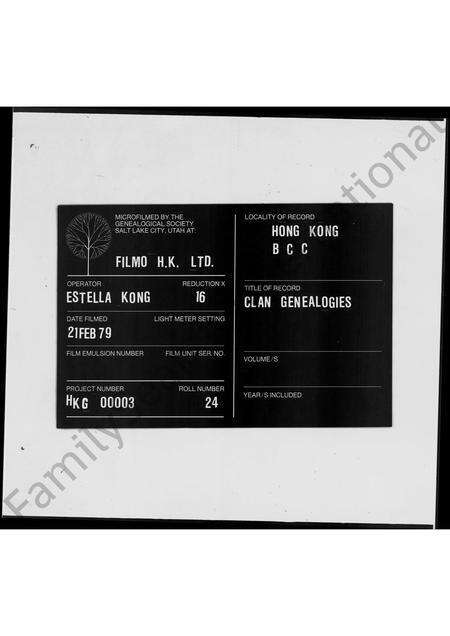 MICROFILMED BY THE
GENEALOGICAL SOCIETY
SALT LAKE CITY, UTAH AT:
FILMO H.K. LTD.
OPERATOR REDUCTION X
ESTELLA KONG 16
DATE FILMED LIGHT METER SETTING
21FEB79
FILM EMULSION NUMBER FILM UNIT SER. NO.
PROJECT NUMBER ROLL NUMBER
HKG 00003 24
LOCALITY OF RECORD
HONG KONG
B C C
TITLE OF RECORD
CLAN GENEALOGIES
VOLUME/S
YEAR/S INCLUDED
Family